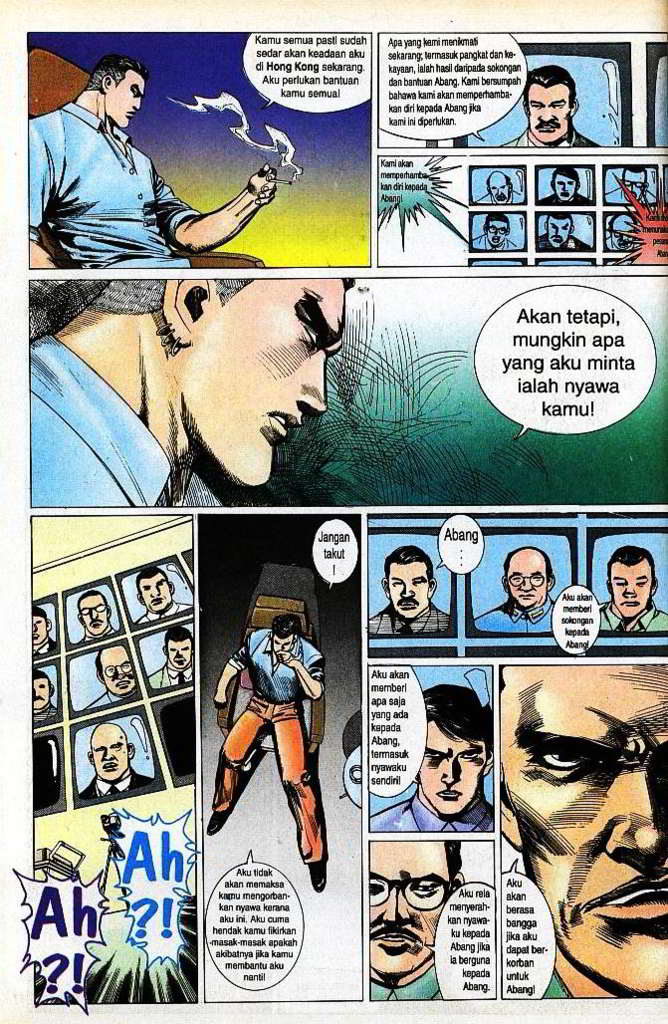 Kamu semua pasti sudah
sedar akan keadaan aku
di Hong Kong sekarang.
Aku perlukan bantuan
kamu semua!
Apa yang kami menikmati
sekarang; termasuk pangkat dan ke-
kayaan, ialah hasil daripada sokongan
dan bantuan Abang. Kami bersumpah
bahawa kami akan memperhamba-
kan diri kepada Abang jika
kami ini diperlukan.
Kami akan
memperhamba-
kan diri kepada
Abang!
Abang
Akan tetapi,
mungkin apa
yang aku minta
ialah nyawa
kamu!
Ah
?!
Ah
?!
Jangan
takut
!
Aku tidak
akan memaksa
kamu mengorban-
kan nyawa kerana
aku ini. Aku cuma
hendak kamu fikirkan
-masak-masak apakah
akibatnya jika kamu
membantu aku
nanti!
Abang
:
Aku akan
memberi
sokongan
kepada
Abang!
Aku akan
memberi
apa saja
yang ada
kepada
Abang,
termasuk
nyawaku
sendiri!
Aku rela
menyerah-
kan nyawa-
ku kepada
Abang jika
ia berguna
kepada
Abang.
Aku
akan
berasa
bangga
jika aku
dapat
berkor-
ban
untuk
Abang!